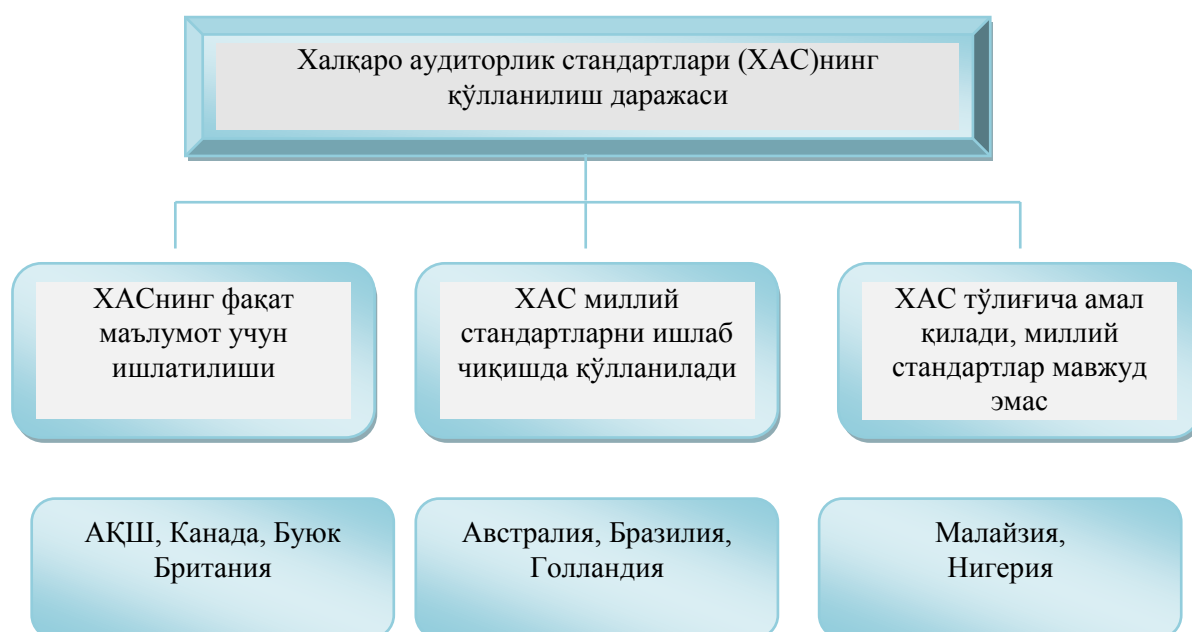 Халқаро аудиторлик стандартлари (ХАС)нинг
қўлланилиш даражаси
ХАСнинг фақат
маълумот учун
ишлатилиши
ХАС миллий
стандартларни ишлаб
чиқишда қўлланилади
ХАС тўлиғича амал
қилади, миллий
стандартлар мавжуд
эмас
АҚШ, Канада, Буюк
Британия
Австралия, Бразилия,
Голландия
Малайзия,
Нигерия